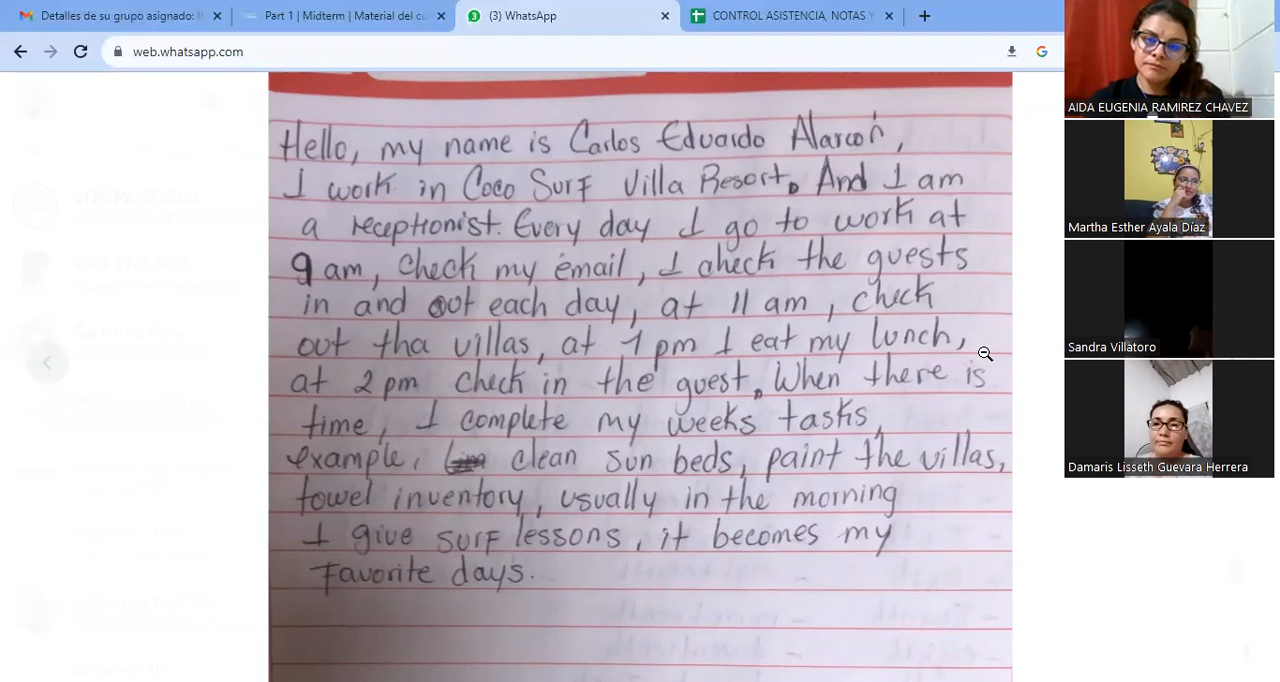 Detalles de su grupo asignado:
Part 1 | Midterm | Material del cu
(3) WhatsApp
CONTROL ASISTENCIA, NOTAS Y
web.whatsapp.com
Hello, my name is Carlos Eduardo Alarcón,
I work in Coco Surf Villa Resort. And I am
a receptionist. Every day I go to work at
9 am, check my email, I check the guests
in and out each day, at 11 am, check
out tha villas, at 1 pm I eat my lunch,
at 2 pm check in the guest. When there is
time, I complete my weeks tasks,
example, clean sun beds, paint the villas,
towel inventory, usually in the morning
I give surf lessons, it becomes my
favorite days.
AIDA EUGENIA RAMIREZ CHAVEZ
Martha Esther Ayala Díaz
Sandra Villatoro
Damaris Lisseth Guevara Herrera